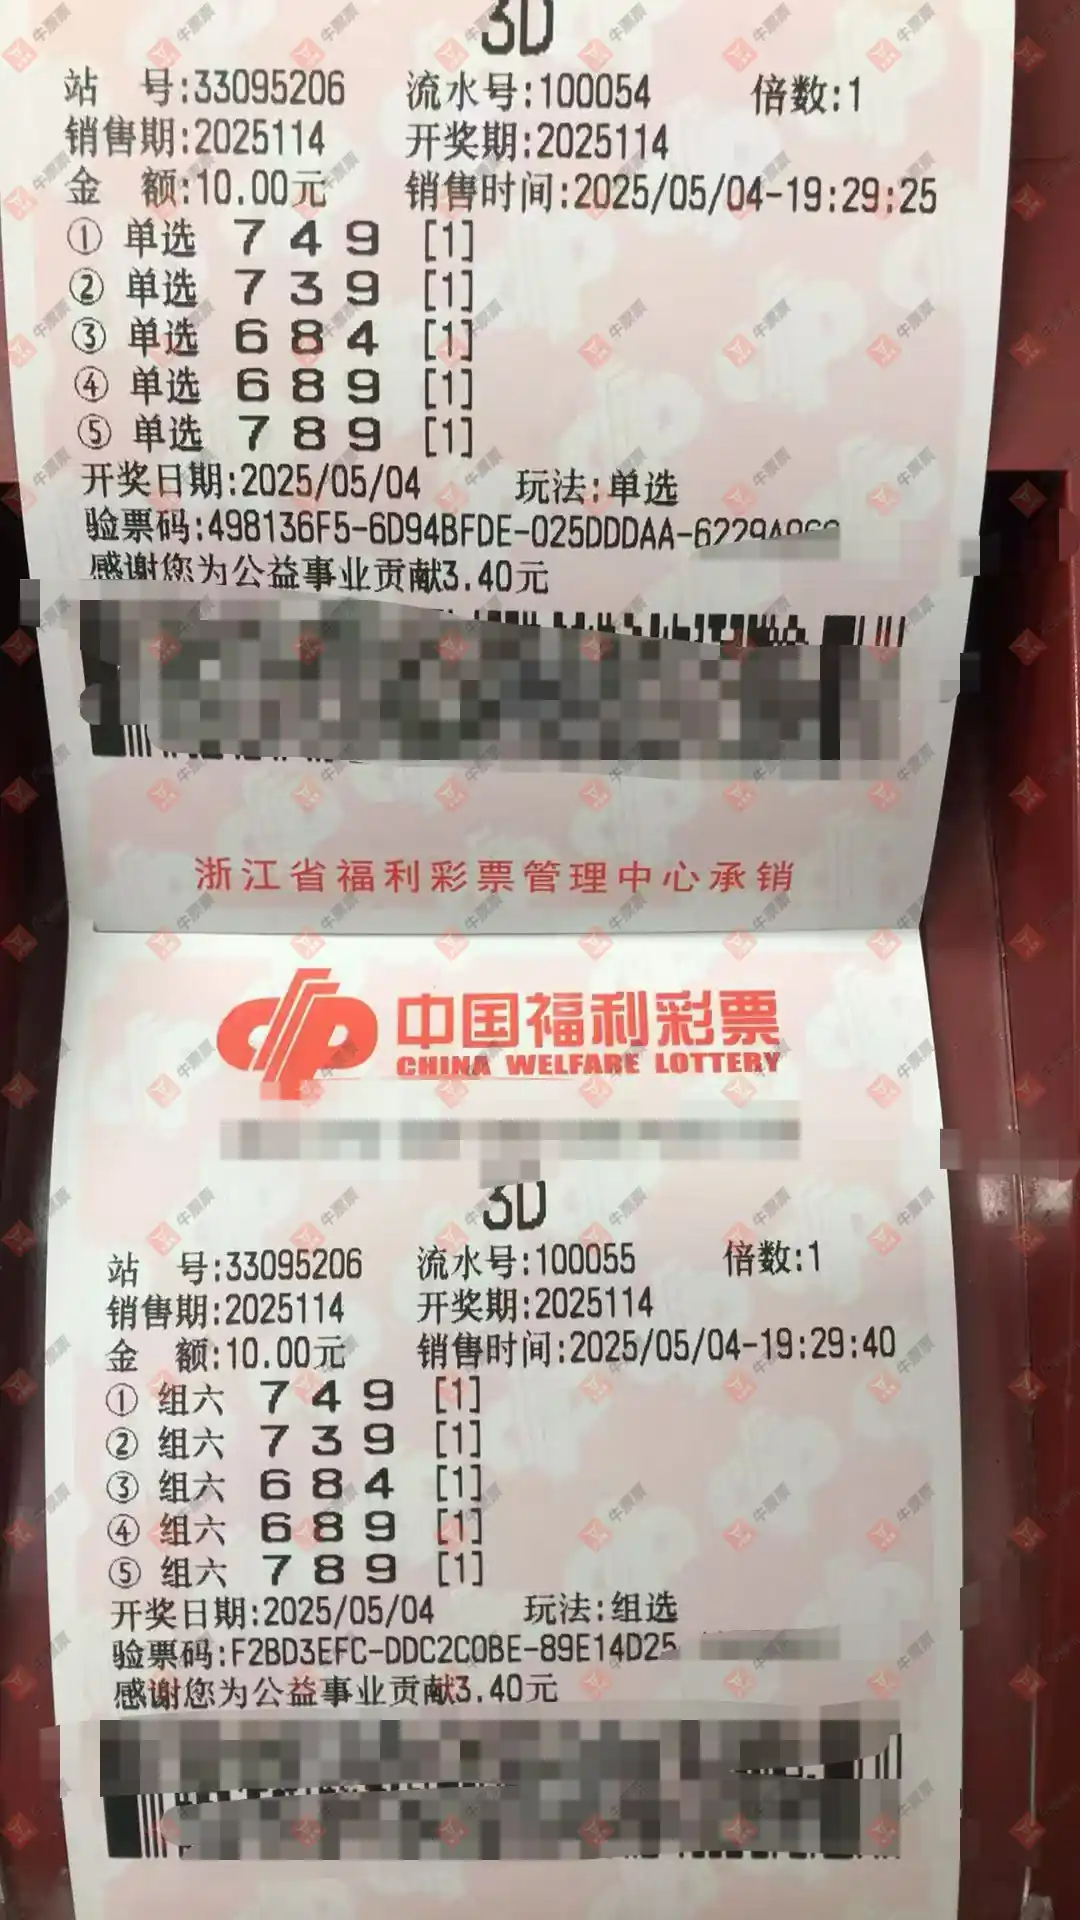 3D
站 号:33095206 流水号:100054 倍数:1
销售期:2025114 开奖期:2025114
金 额:10.00元 销售时间:2025/05/04-19:29:25
① 单选 7 4 9 [1]
② 单选 7 3 9 [1]
③ 单选 6 8 4 [1]
④ 单选 6 8 9 [1]
⑤ 单选 7 8 9 [1]
开奖日期:2025/05/04 玩法:单选
验票码:498136F5-6D94BFDE-025DDDAA-6229
感谢您为公益事业贡献3.40元
浙江省福利彩票管理中心承销
中国福利彩票
CHINA WELFARE LOTTERY
3D
站 号:33095206 流水号:100055 倍数:1
销售期:2025114 开奖期:2025114
金 额:10.00元 销售时间:2025/05/04-19:29:40
① 组六 7 4 9 [1]
② 组六 7 3 9 [1]
③ 组六 6 8 4 [1]
④ 组六 6 8 9 [1]
⑤ 组六 7 8 9 [1]
开奖日期:2025/05/04 玩法:组选
验票码:F2BD3EFC-DDC2C0BE-89E14D25
感谢您为公益事业贡献3.40元
牛票票